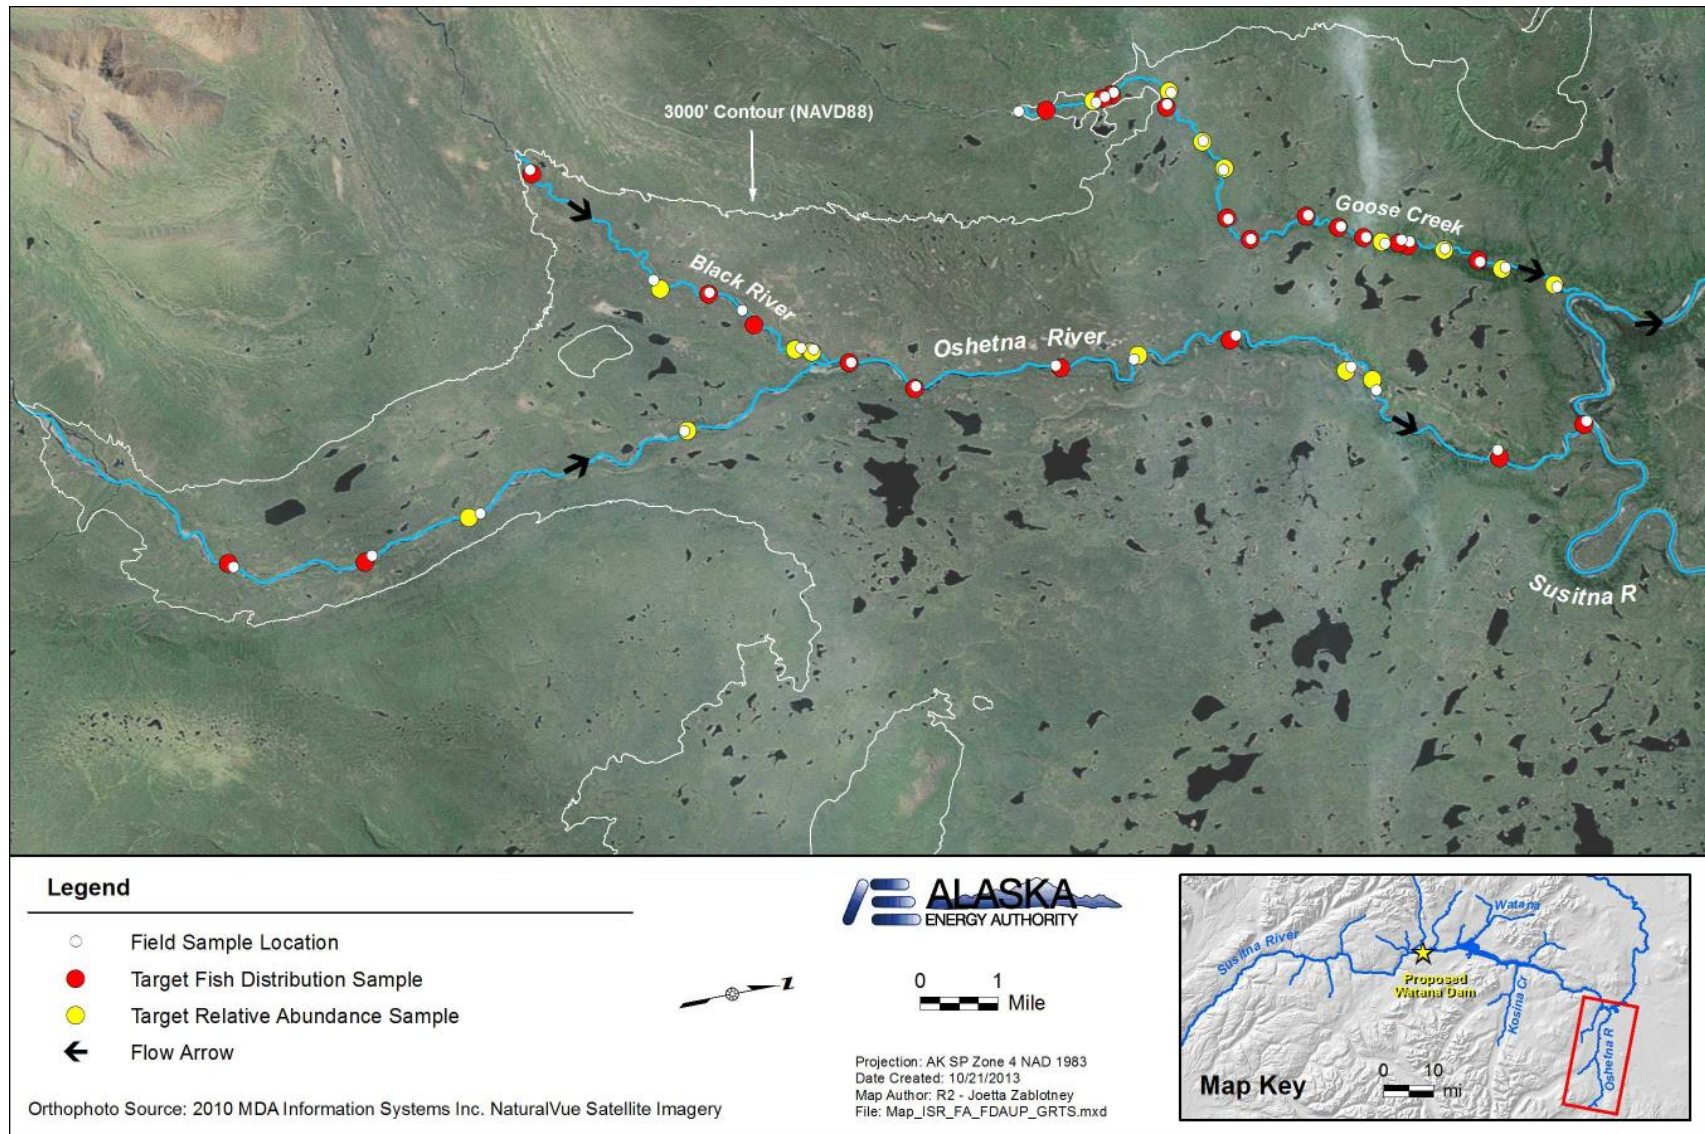 3000' Contour (NAVD88)
Goose Creek
Black River
Oshetna River
Susitna R
Legend
Field Sample Location
Target Fish Distribution Sample
Target Relative Abundance Sample
Flow Arrow
Orthophoto Source: 2010 MDA Information Systems Inc. NaturalVue Satellite Imagery
ALASKA
ENERGY AUTHORITY
N
0 1
Mile
Projection: AK SP Zone 4 NAD 1983
Date Created: 10/21/2013
Map Author: R2 - Joetta Zablotney
File: Map_ISR_FA_FDAUP_GRTS.mxd
Watana
Susitna River
Proposed
Watana Dam
Kosina Cr
Oshetna R
Map Key
0 10
mi